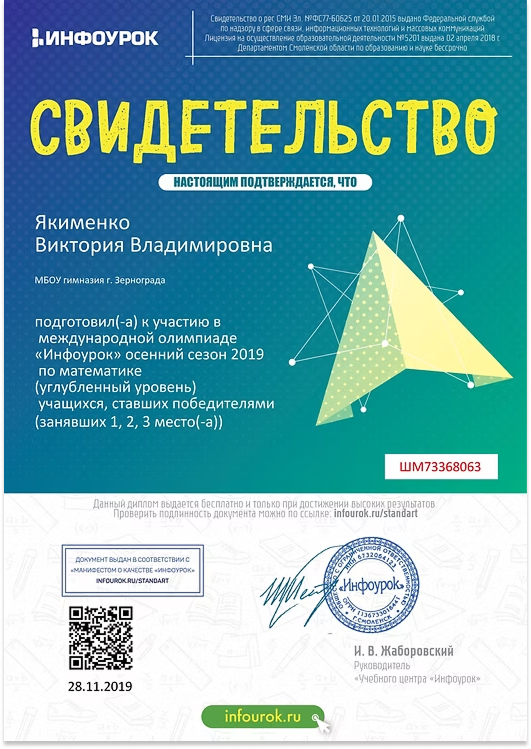 ИНФОУРОК
Свидетельство о рег СМИ Эл. №ФС77-60625 от 20.01.2015 выдано Федеральной службой
по надзору в сфере связи, информационных технологий и массовых коммуникаций
Лицензия на осуществление образовательной деятельности №5201 выдана 02 апреля 2018 г.
Департаментом Смоленской области по образованию и науке бессрочно.
СВИДЕТЕЛЬСТВО
НАСТОЯЩИМ ПОДТВЕРЖДАЕТСЯ, ЧТО
Якименко
Виктория Владимировна
МБОУ гимназия г. Зернограда
подготовил(-а) к участию в
международной олимпиаде
«Инфоурок» осенний сезон 2019
по математике
(углубленный уровень)
учащихся, ставших победителями
(занявших 1, 2, 3 место(-а))
ШМ73368063
Данный диплом выдается бесплатно и только при достижении высоких результатов
Проверить подлинность документа можно по ссылке: infourok.ru/standart
ДОКУМЕНТ ВЫДАН В СООТВЕТСТВИИ С
«МАНИФЕСТОМ О КАЧЕСТВЕ «ИНФОУРОК»
INFOUROK.RU/STANDART
«Инфоурок»
Г. СМОЛЕНСК
28.11.2019
И. В. Жаборовский
Руководитель
«Учебного центра «Инфоурок»
infourok.ru